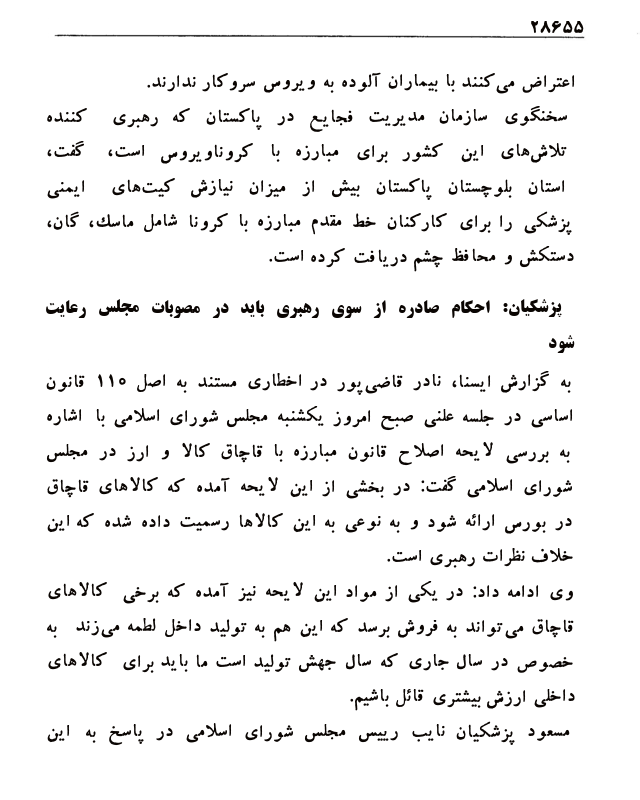 ۲۸۶۵۵
اعتراض می‌کنند با بیماران آلوده به ویروس سروکار ندارند.
سخنگوی سازمان مدیریت فجایع در پاکستان که رهبری کننده
تلاش‌های این کشور برای مبارزه با کروناویروس است، گفت،
استان بلوچستان پاکستان بیش از میزان نیازش کیت‌های ایمنی
پزشکی را برای کارکنان خط مقدم مبارزه با کرونا شامل ماسك، گان،
دستکش و محافظ چشم دریافت کرده است.
پزشکیان: احکام صادره از سوی رهبری باید در مصوبات مجلس رعایت
شود
به گزارش ایسنا، نادر قاضی‌پور در اخطاری مستند به اصل ۱۱۰ قانون
اساسی در جلسه علنی صبح امروز یکشنبه مجلس شورای اسلامی با اشاره
به بررسی لایحه اصلاح قانون مبارزه با قاچاق کالا و ارز در مجلس
شورای اسلامی گفت: در بخشی از این لایحه آمده که کالاهای قاچاق
در بورس ارائه شود و به نوعی به این کالاها رسمیت داده شده که این
خلاف نظرات رهبری است.
وی ادامه داد: در یکی از مواد این لایحه نیز آمده که برخی کالاهای
قاچاق می‌تواند به فروش برسد که این هم به تولید داخل لطمه می‌زند به
خصوص در سال جاری که سال جهش تولید است ما باید برای کالاهای
داخلی ارزش بیشتری قائل باشیم.
مسعود پزشکیان نایب رییس مجلس شورای اسلامی در پاسخ به این